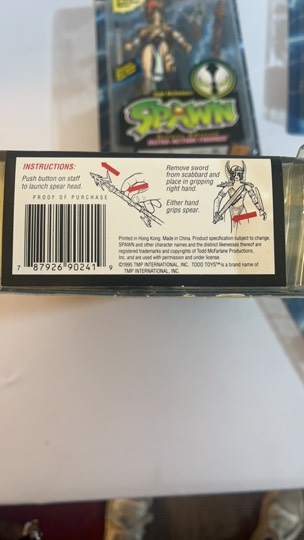 SPAWN
INSTRUCTIONS:
Push button on staff
to launch spear head.
PROOF OF PURCHASE
7 87926 90241 9
Remove sword
from scabbard and
place in gripping
right hand.
Either hand
grips spear.
Printed in Hong Kong. Made in China. Product specification subject to change.
SPAWN and other character names and the distinct likenesses thereof are
registered trademarks and copyrights of Todd McFarlane Productions,
Inc. and are used with permission and under license.
©1995 TMP INTERNATIONAL, INC. TODD TOYS™ is a brand name of
TMP INTERNATIONAL, INC.